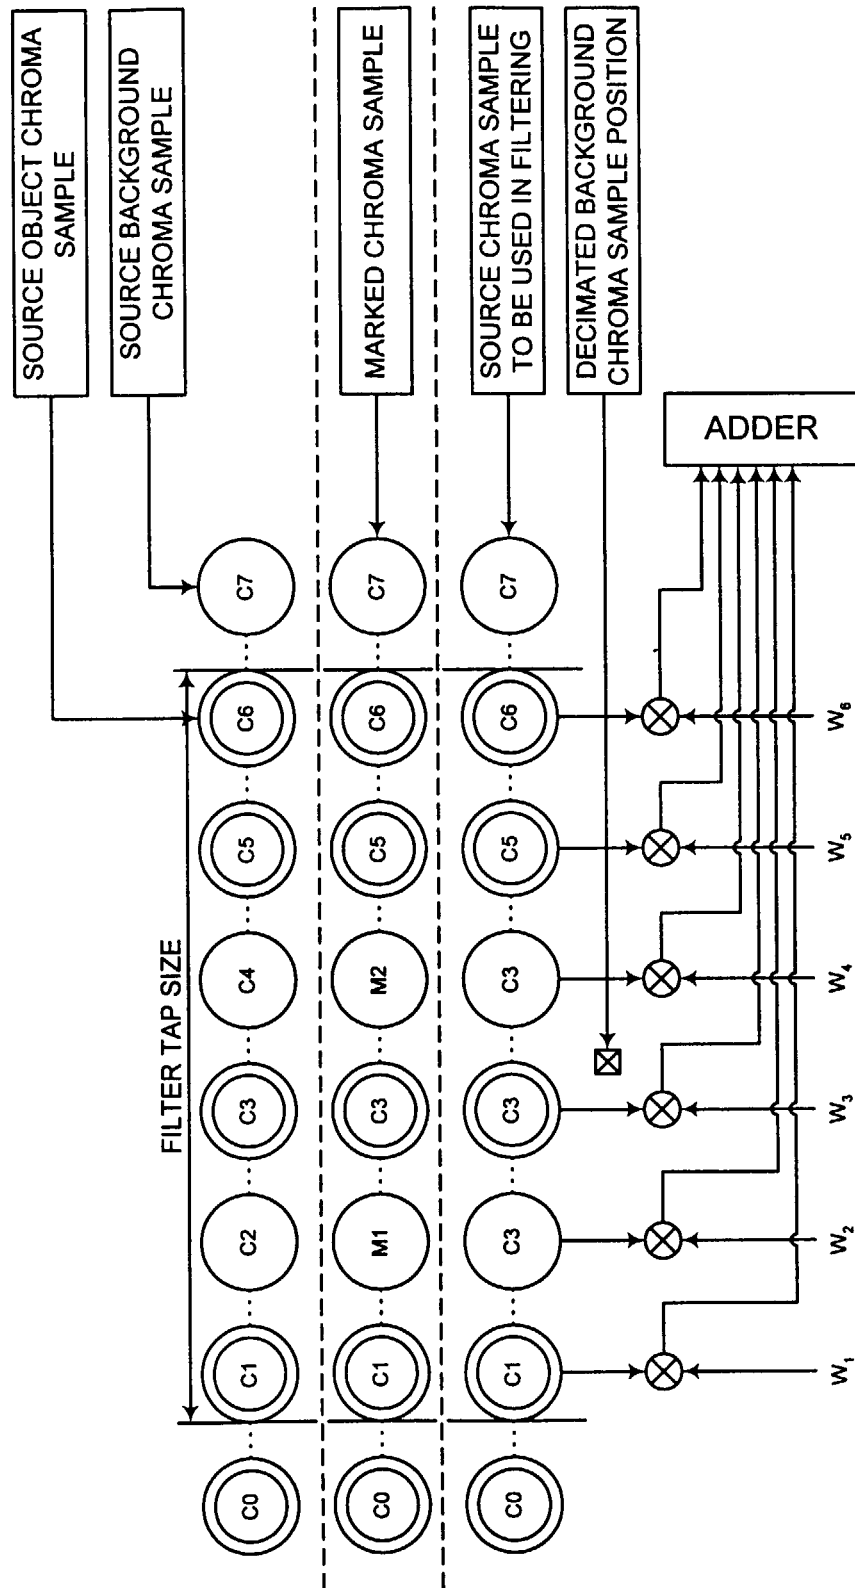 SOURCE OBJECT CHROMA
SAMPLE
SOURCE BACKGROUND
CHROMA SAMPLE
MARKED CHROMA SAMPLE
SOURCE CHROMA SAMPLE
TO BE USED IN FILTERING
DECIMATED BACKGROUND
CHROMA SAMPLE POSITION
FILTER TAP SIZE
C0 C1 C2 C3 C4 C5 C6 C7
C0 C1 M1 C3 M2 C5 C6 C7
C0 C1 C3 C3 C3 C5 C6 C7
ADDER
W1 W2 W3 W4 W5 W6